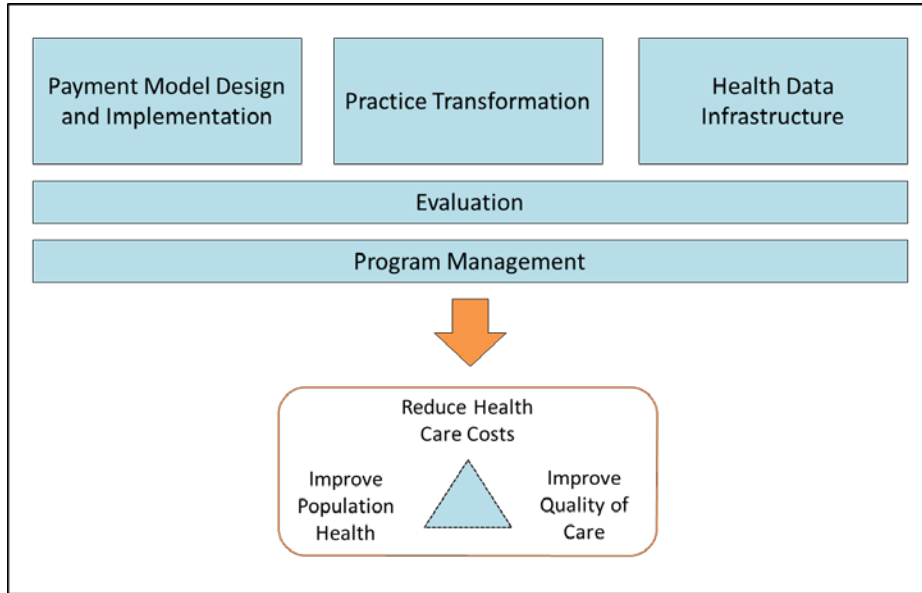 Payment Model Design
and Implementation
Practice Transformation
Health Data
Infrastructure
Evaluation
Program Management
Reduce Health
Care Costs
Improve
Population
Health
Improve
Quality of
Care